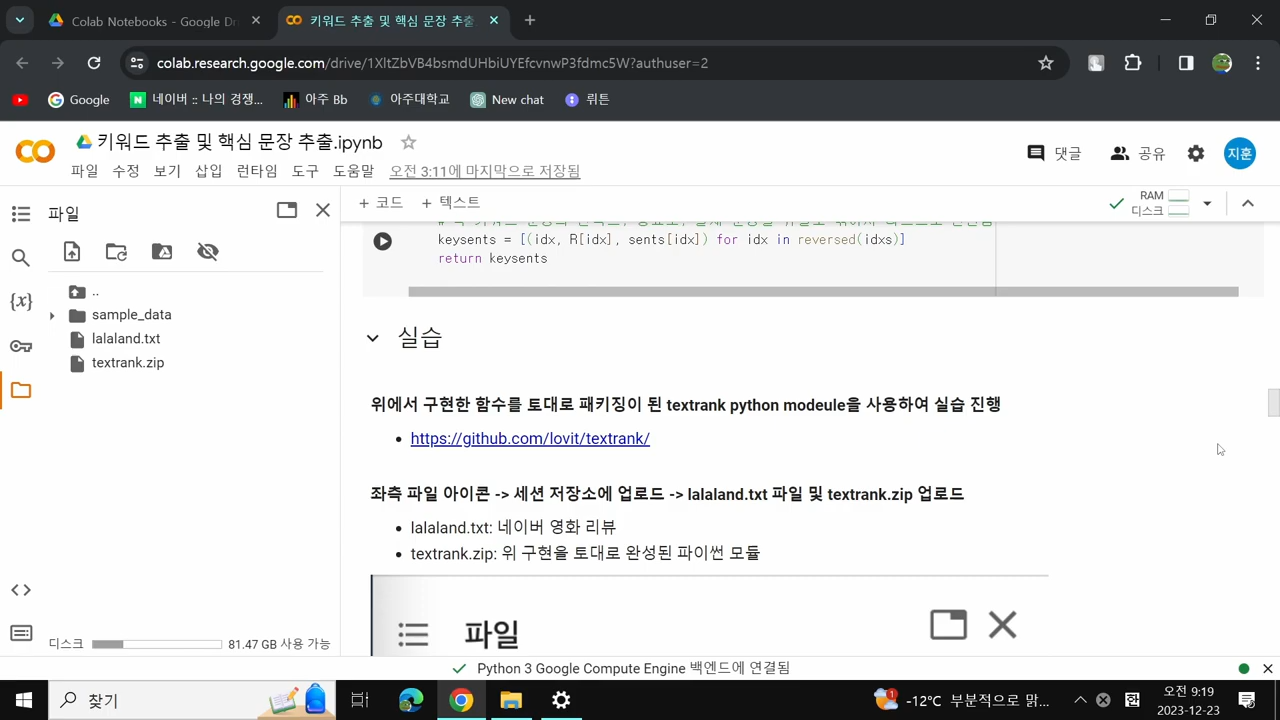 Colab Notebooks - Google Dr
키워드 추출 및 핵심 문장 추출
colab.research.google.com/drive/1XltZbVB4bsmdUHbiUYEfcvnwP3fdmc5W?authuser=2
Google
네이버 :: 나의 경쟁...
아주 Bb
아주대학교
New chat
뤼튼
키워드 추출 및 핵심 문장 추출.ipynb
댓글
공유
지훈
파일 수정 보기 삽입 런타임 도구 도움말 오전 3:11에 마지막으로 저장됨
파일
+ 코드 + 텍스트
RAM
디스크
..
sample_data
lalaland.txt
textrank.zip
디스크
81.47 GB 사용 가능
keysents = [(idx, R[idx], sents[idx]) for idx in reversed(idxs)]
return keysents
실습
위에서 구현한 함수를 토대로 패키징이 된 textrank python modeule을 사용하여 실습 진행
• https://github.com/lovit/textrank/
좌측 파일 아이콘 -> 세션 저장소에 업로드 -> lalaland.txt 파일 및 textrank.zip 업로드
• lalaland.txt: 네이버 영화 리뷰
• textrank.zip: 위 구현을 토대로 완성된 파이썬 모듈
파일
Python 3 Google Compute Engine 백엔드에 연결됨
찾기
1
-12°C 부분적으로 맑...
한
오전 9:19
2023-12-23